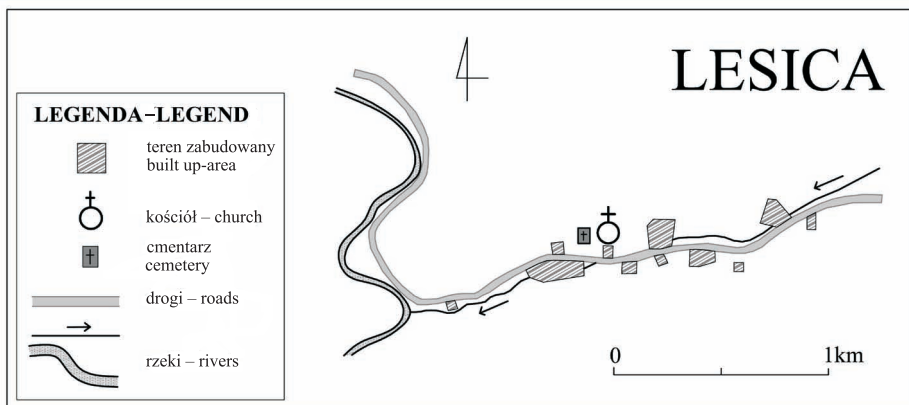 LESICA
LEGENDA–LEGEND
teren zabudowany
built up-area
kościół – church
cmentarz
cemetery
drogi – roads
rzeki – rivers
0 1km